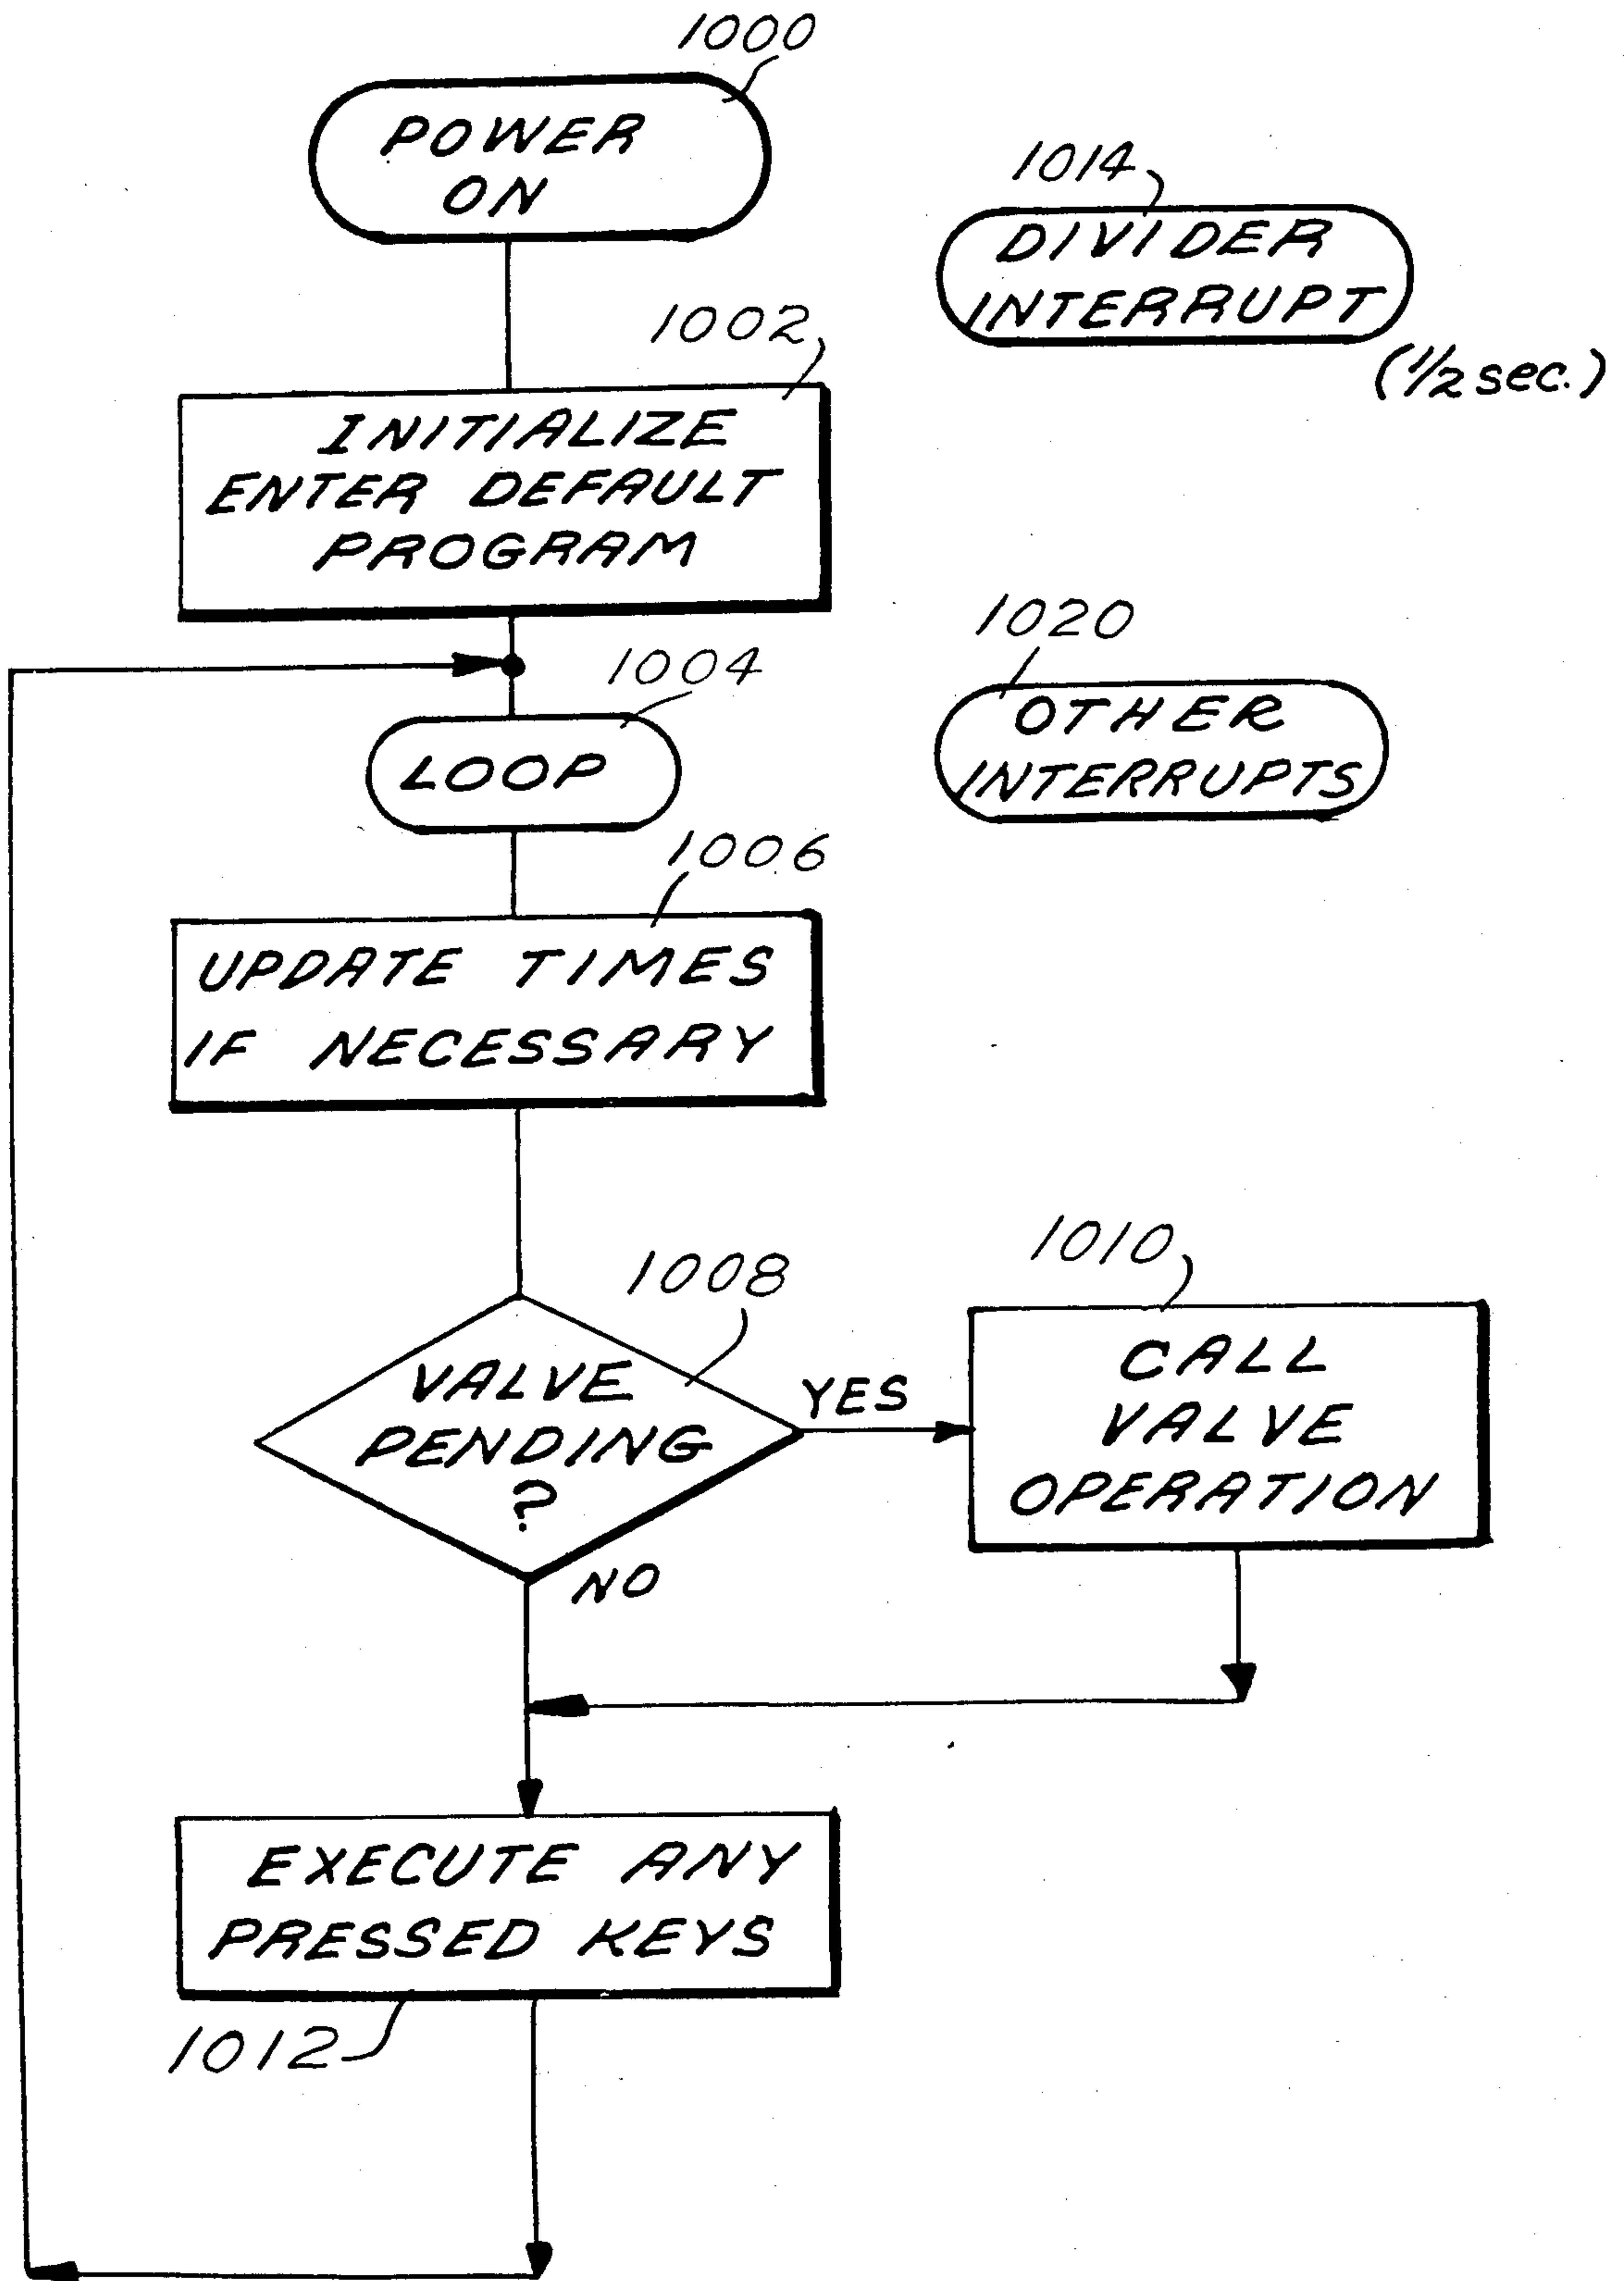 1000
POWER
ON
1014
DIVIDER
INTERRUPT
(1/2 sec.)
1002
INITIALIZE
ENTER DEFAULT
PROGRAM
1020
OTHER
INTERRUPTS
1004
LOOP
1006
UPDATE TIMES
IF NECESSARY
1008
VALVE
PENDING
?
YES
NO
1010
CALL
VALVE
OPERATION
EXECUTE ANY
PRESSED KEYS
1012